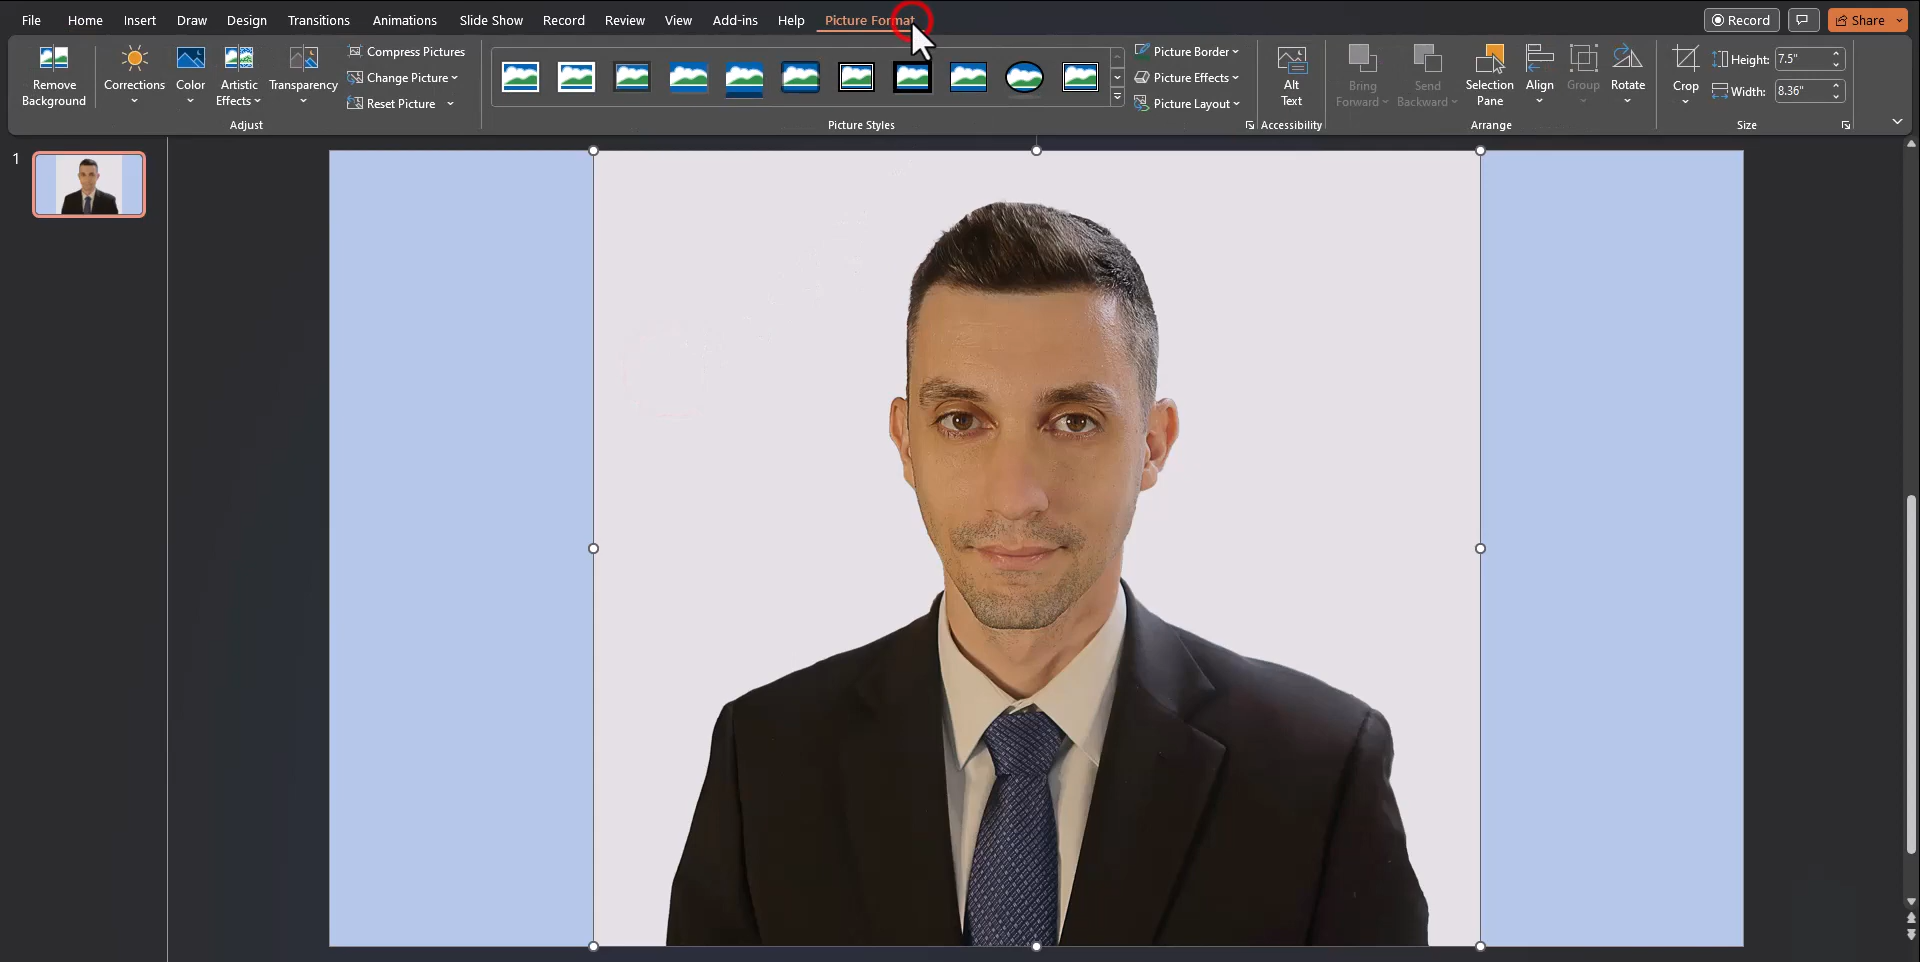 File Home Insert Draw Design Transitions Animations Slide Show Record Review View Add-ins Help Picture Format Record Share
Remove Background
Corrections
Color
Artistic Effects
Transparency
Compress Pictures
Change Picture
Reset Picture
Adjust
Picture Styles
Picture Border
Picture Effects
Picture Layout
Alt Text
Accessibility
Bring Forward
Send Backward
Selection Pane
Align
Group
Rotate
Arrange
Crop
Height: 7.5"
Width: 8.36"
Size
1